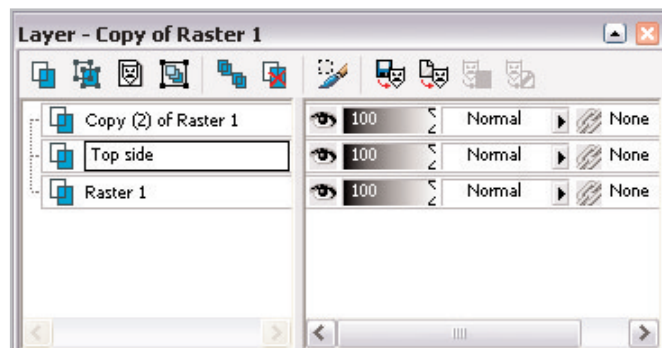 Layer - Copy of Raster 1
Copy (2) of Raster 1 100 Normal None
Top side 100 Normal None
Raster 1 100 Normal None